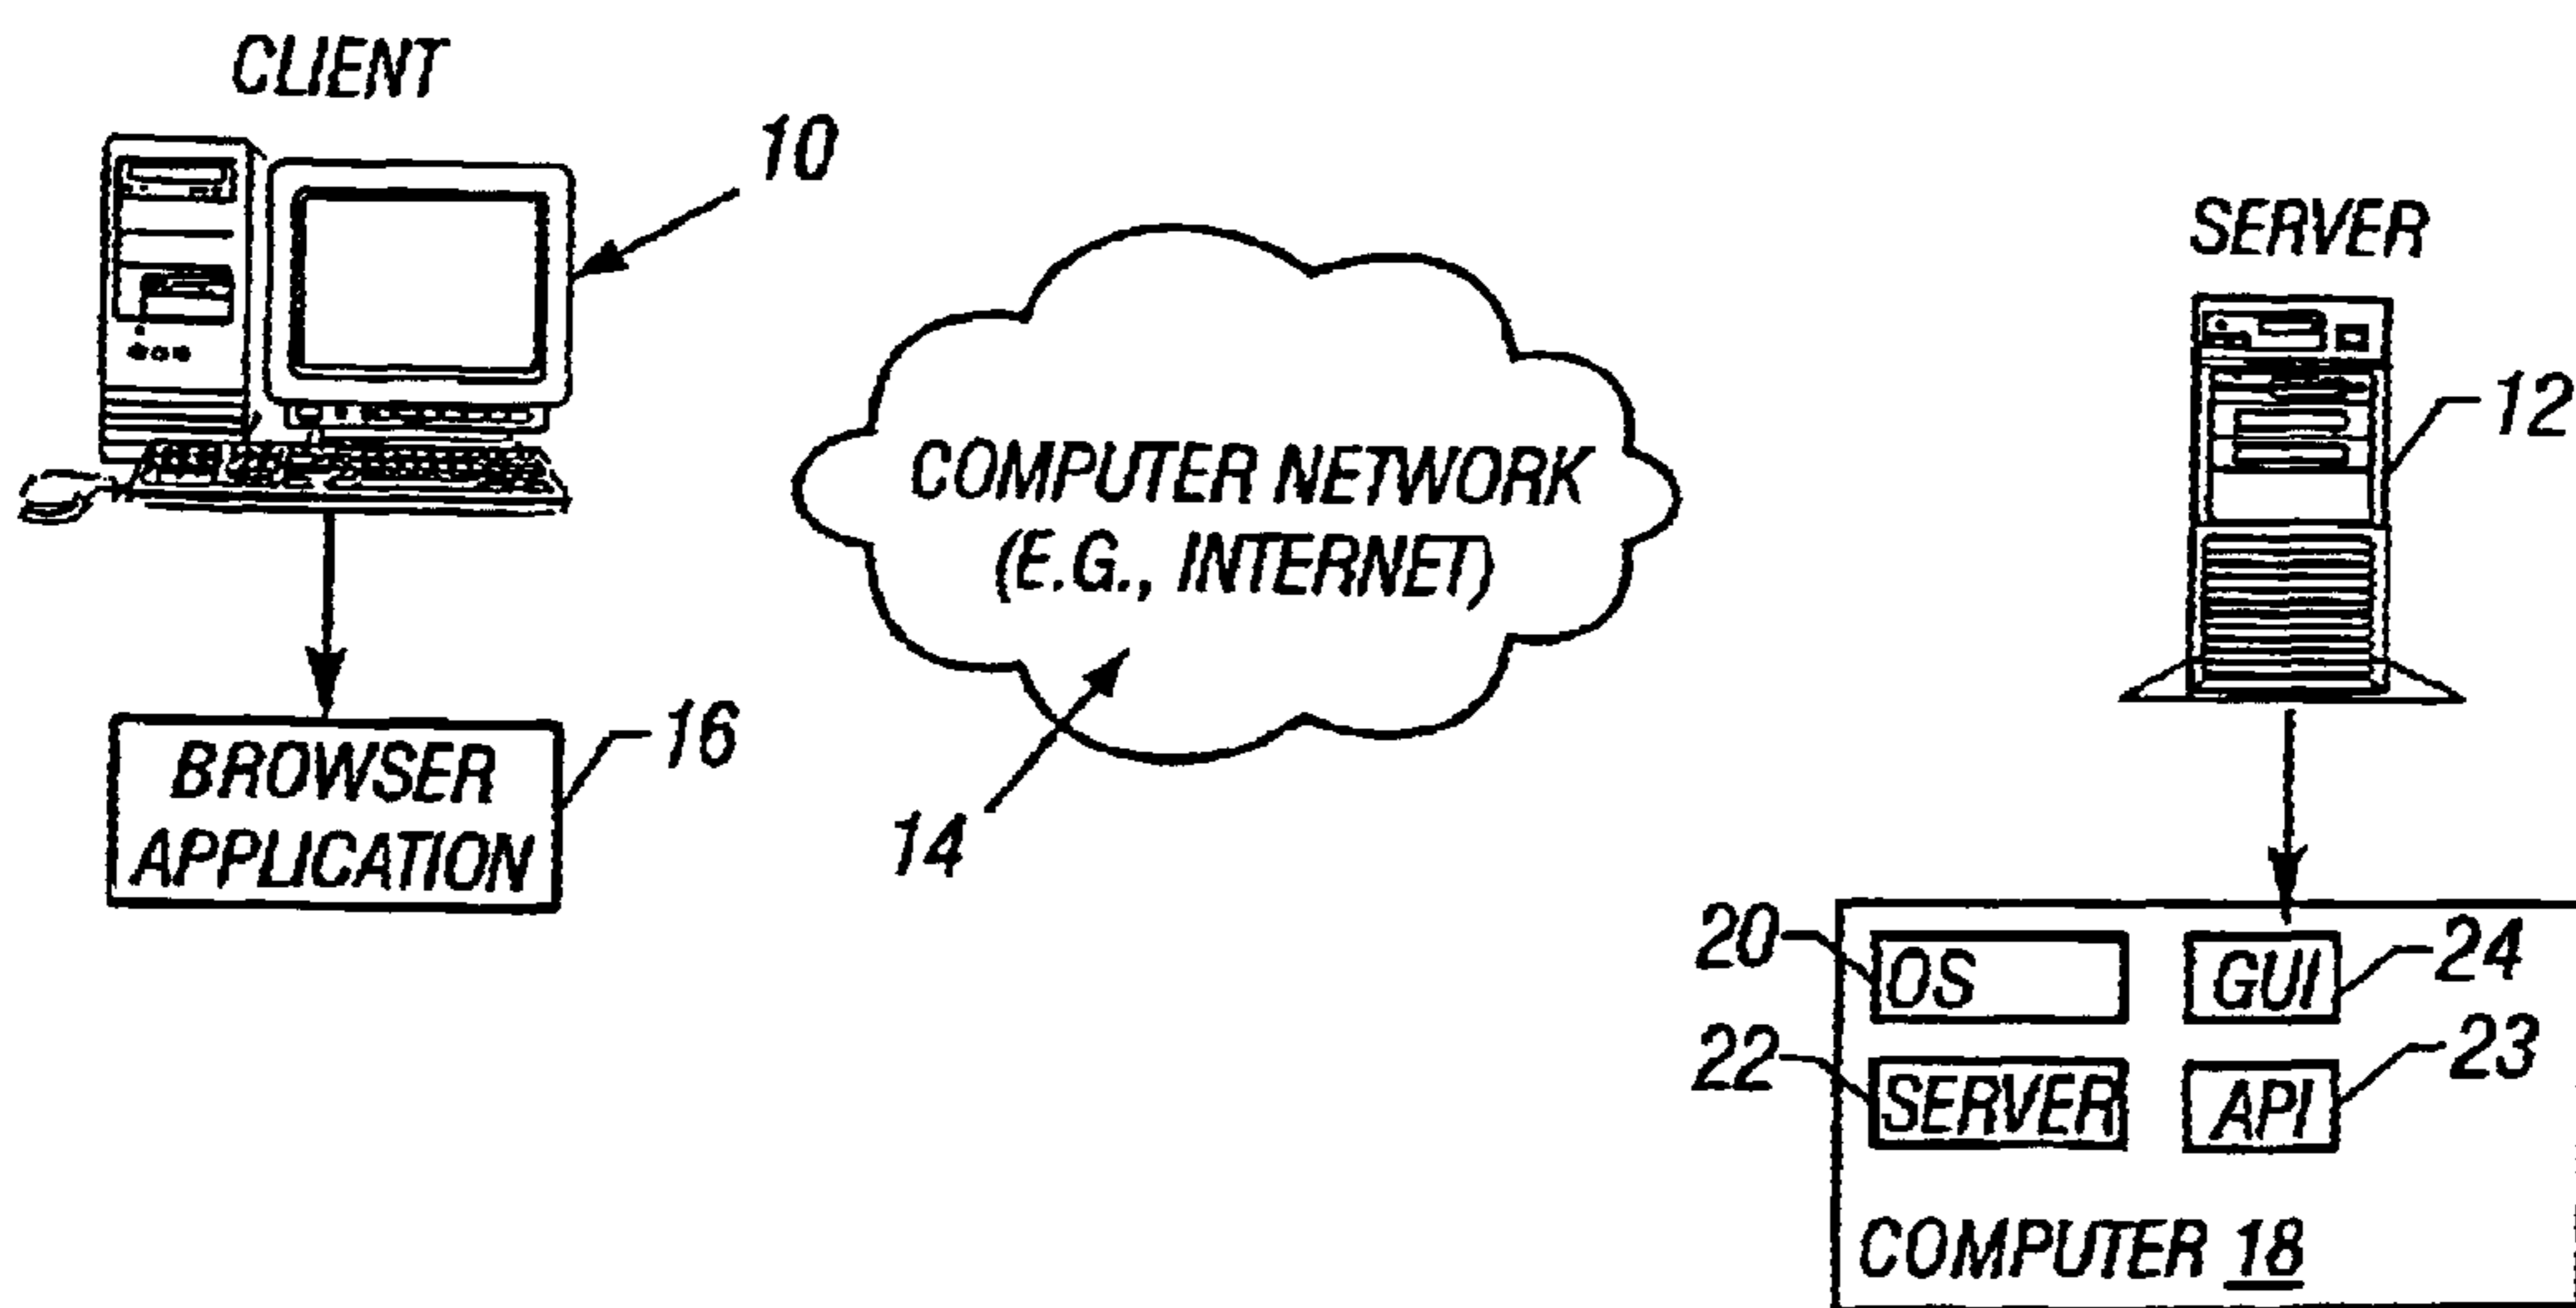 CLIENT
10
SERVER
12
COMPUTER NETWORK
(E.G., INTERNET)
14
BROWSER
APPLICATION
16
20
OS
GUI
24
22
SERVER
API
23
COMPUTER 18